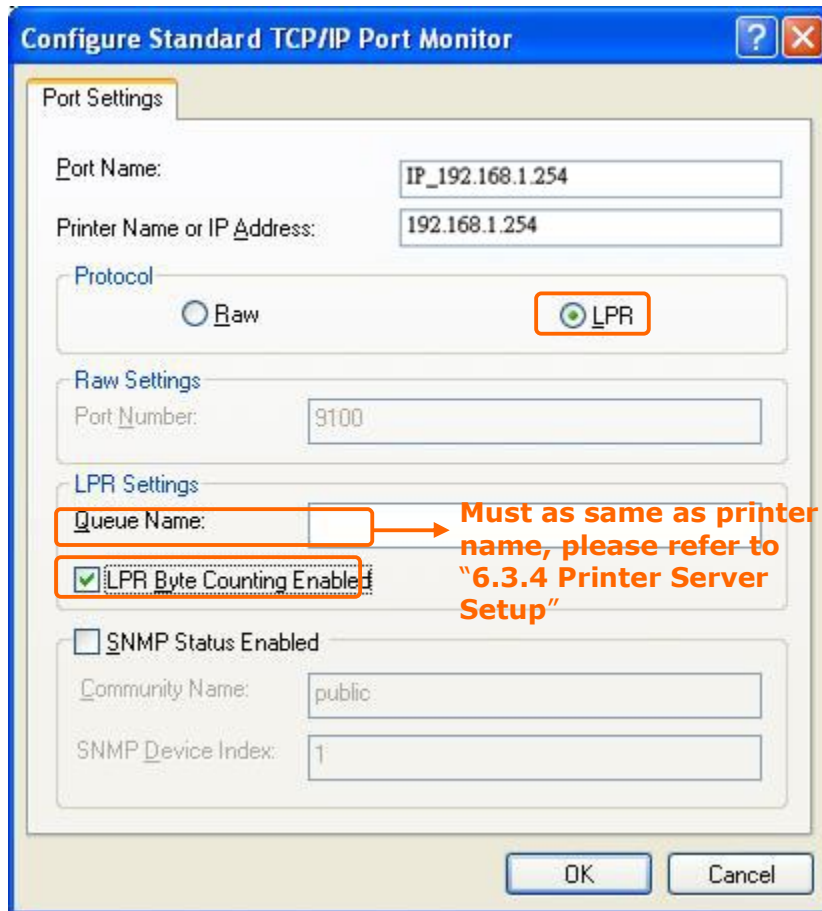 Configure Standard TCP/IP Port Monitor
Port Settings
Port Name: IP_192.168.1.254
Printer Name or IP Address: 192.168.1.254
Protocol
Raw LPR
Raw Settings
Port Number: 9100
LPR Settings
Queue Name:
Must as same as printer
name, please refer to
“6.3.4 Printer Server
Setup”
LPR Byte Counting Enabled
SNMP Status Enabled
Community Name: public
SNMP Device Index: 1
OK Cancel